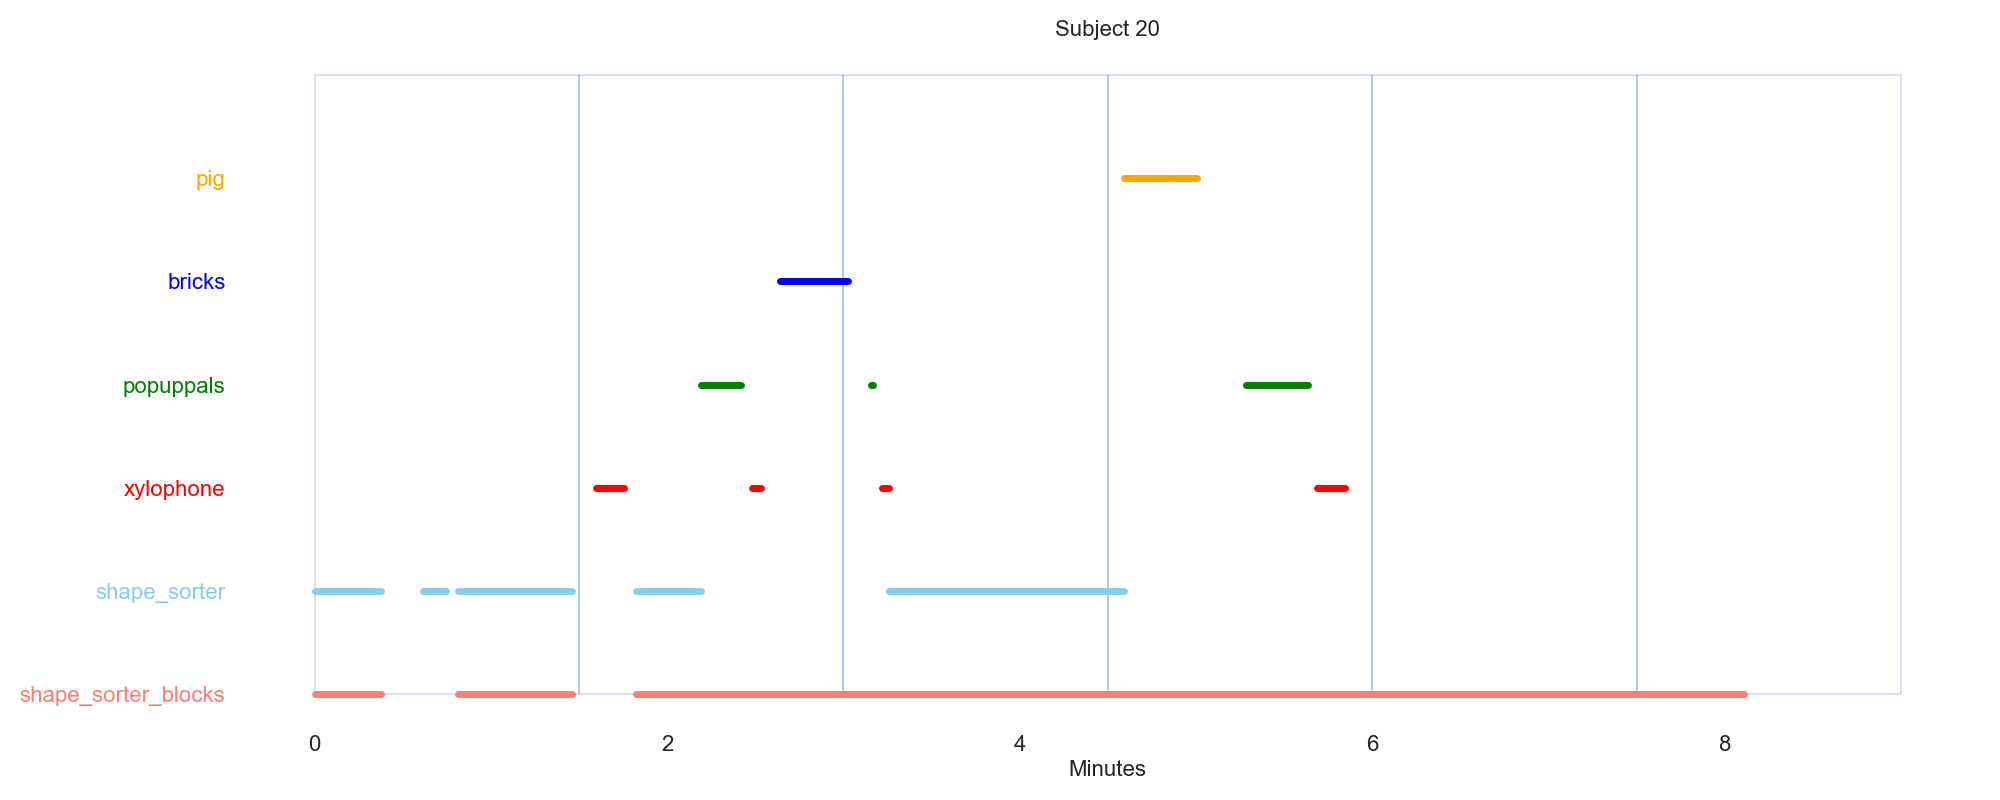 Subject 20
pig
bricks
popuppals
xylophone
shape_sorter
shape_sorter_blocks
0 2 4 6 8
Minutes